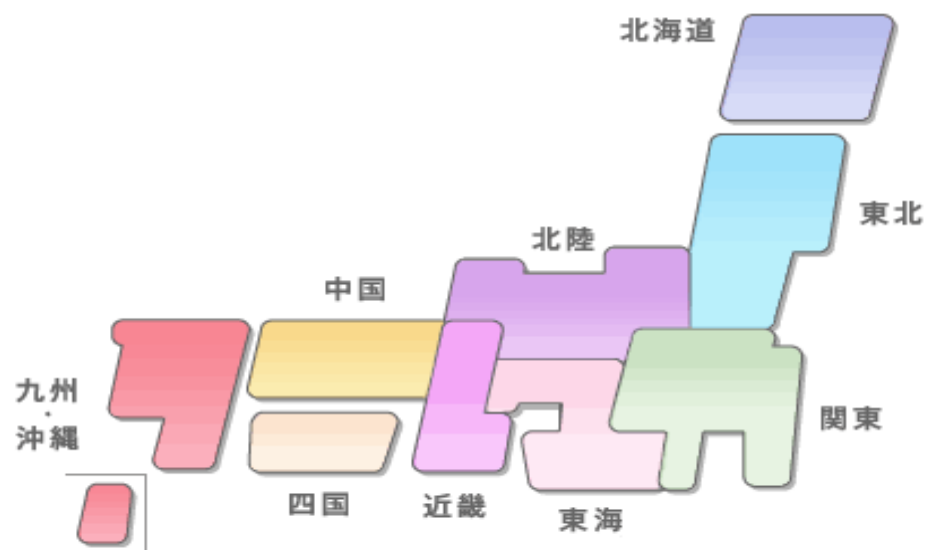 北海道
東北
北陸
中国
九州
・
沖縄
関東
四国
近畿
東海